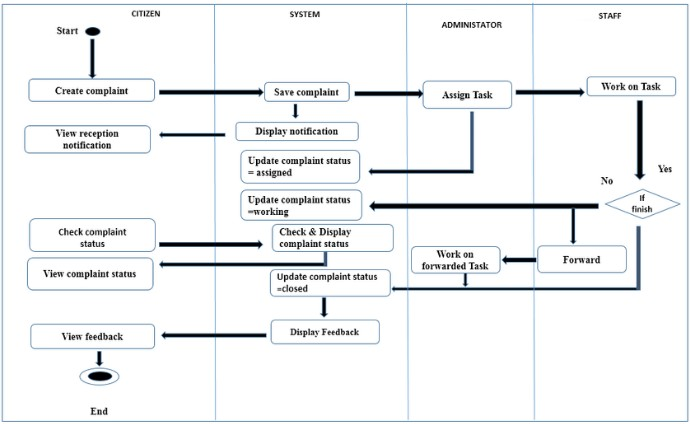 CITIZEN
SYSTEM
ADMINISTATOR
STAFF
Start
Create complaint
Save complaint
Assign Task
Work on Task
View reception
notification
Display notification
Update complaint status
= assigned
Yes
No
Update complaint status
=working
If
finish
Check complaint
status
Check & Display
complaint status
Work on
forwarded Task
Forward
View complaint status
Update complaint status
=closed
View feedback
Display Feedback
End